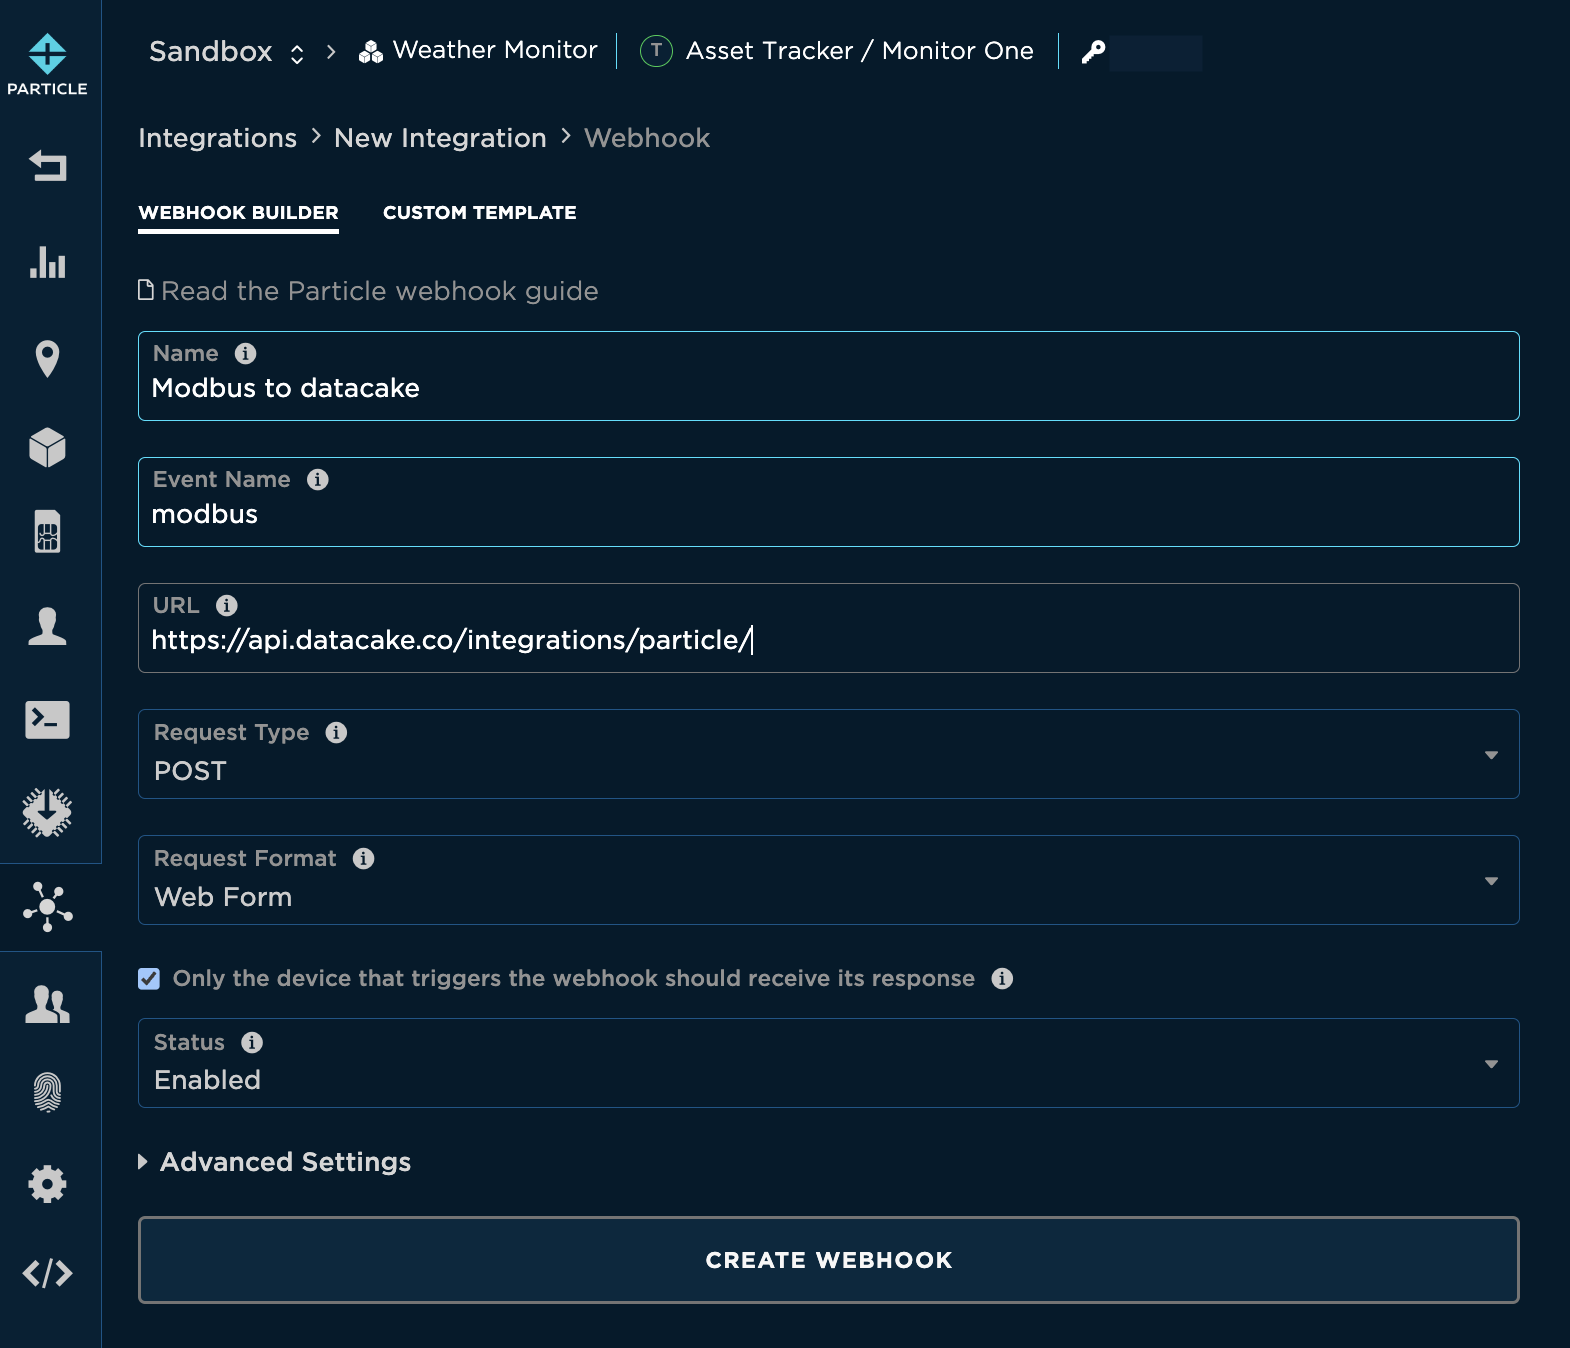 PARTICLE
Sandbox > Weather Monitor T Asset Tracker / Monitor One
Integrations > New Integration > Webhook
WEBHOOK BUILDER CUSTOM TEMPLATE
Read the Particle webhook guide
Name i
Modbus to datacake
Event Name i
modbus
URL i
https://api.datacake.co/integrations/particle/
Request Type i
POST
Request Format i
Web Form
Only the device that triggers the webhook should receive its response i
Status i
Enabled
Advanced Settings
CREATE WEBHOOK